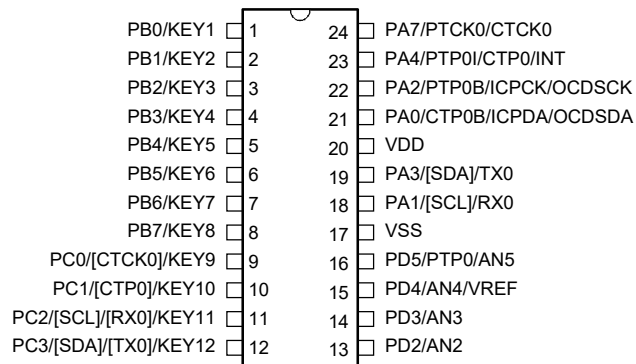 PB0/KEY1 1 24 PA7/PTCK0/CTCK0
PB1/KEY2 2 23 PA4/PTP0I/CTP0/INT
PB2/KEY3 3 22 PA2/PTP0B/ICPCK/OCDSCK
PB3/KEY4 4 21 PA0/CTP0B/ICPDA/OCDSDA
PB4/KEY5 5 20 VDD
PB5/KEY6 6 19 PA3/[SDA]/TX0
PB6/KEY7 7 18 PA1/[SCL]/RX0
PB7/KEY8 8 17 VSS
PC0/[CTCK0]/KEY9 9 16 PD5/PTP0/AN5
PC1/[CTP0]/KEY10 10 15 PD4/AN4/VREF
PC2/[SCL]/[RX0]/KEY11 11 14 PD3/AN3
PC3/[SDA]/[TX0]/KEY12 12 13 PD2/AN2